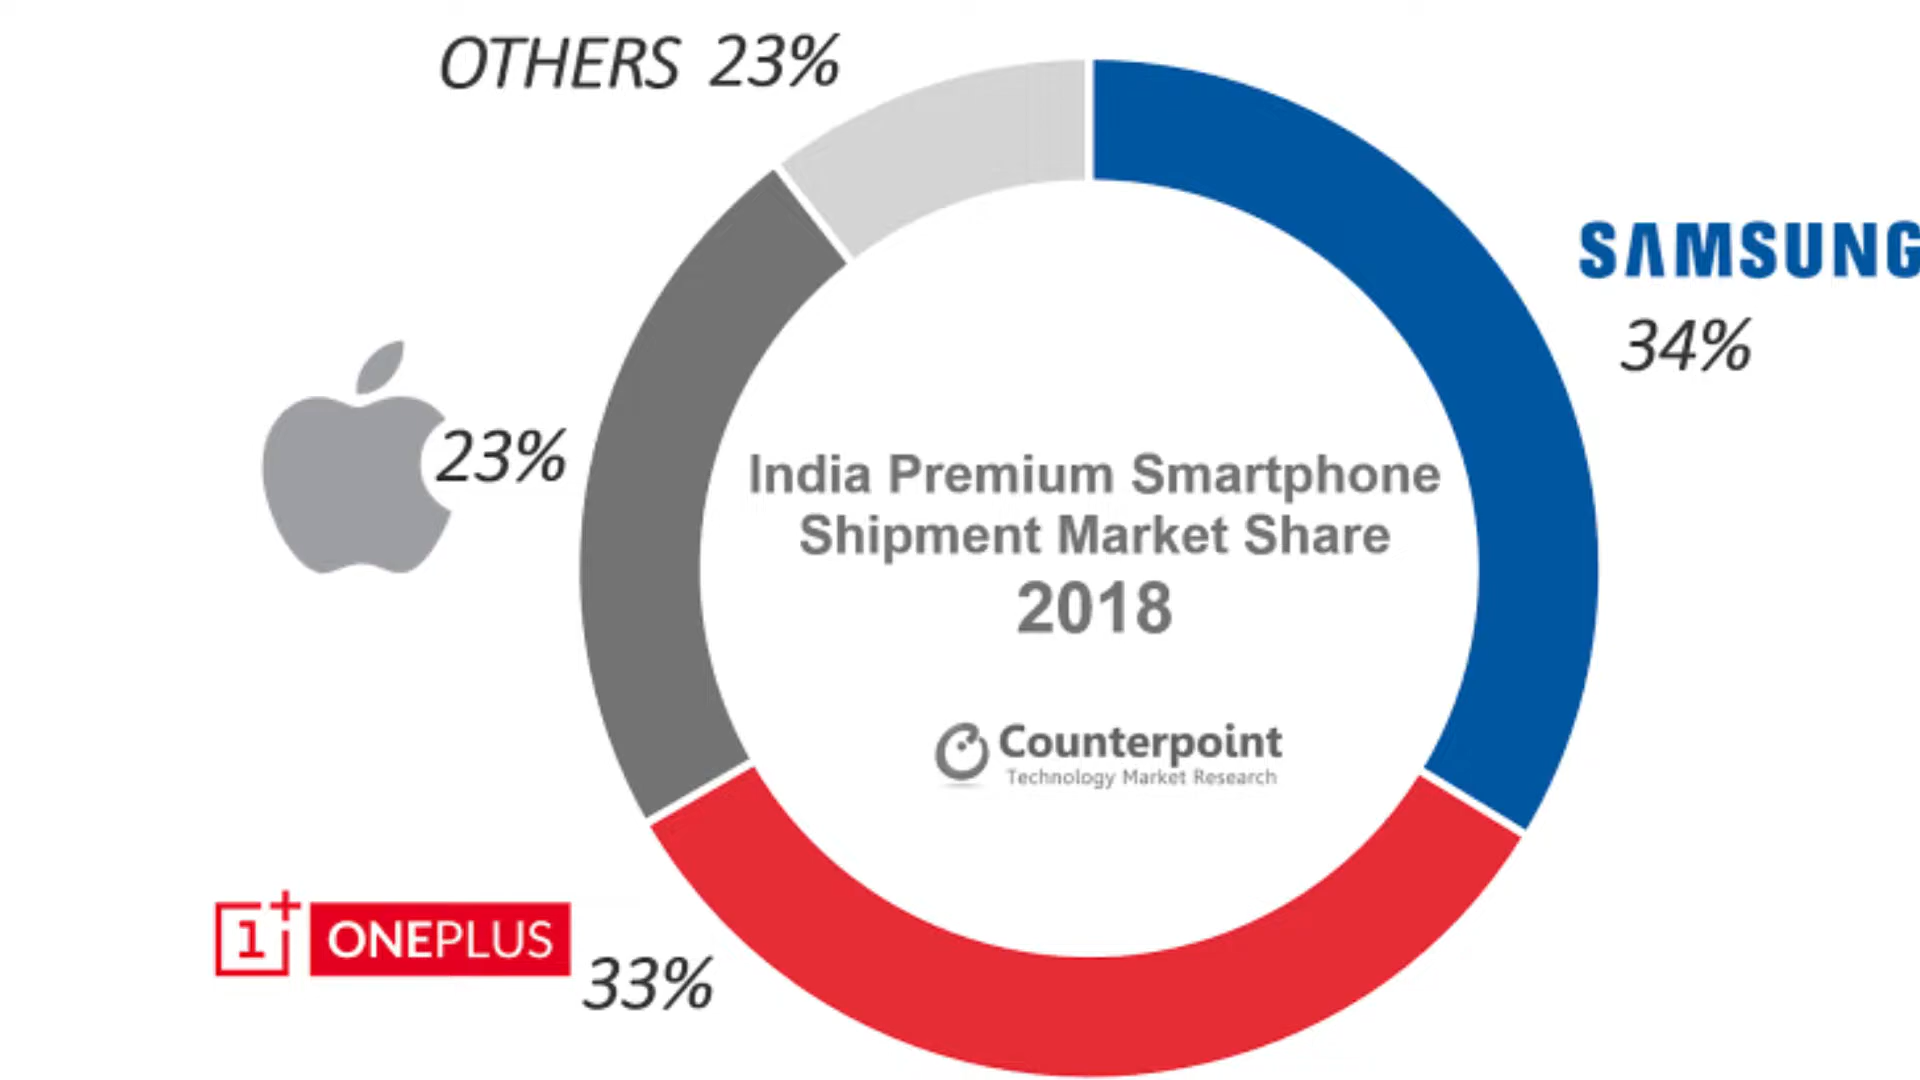 OTHERS 23%
SAMSUNG
34%
23%
India Premium Smartphone
Shipment Market Share
2018
Counterpoint
Technology Market Research
1+ ONEPLUS
33%